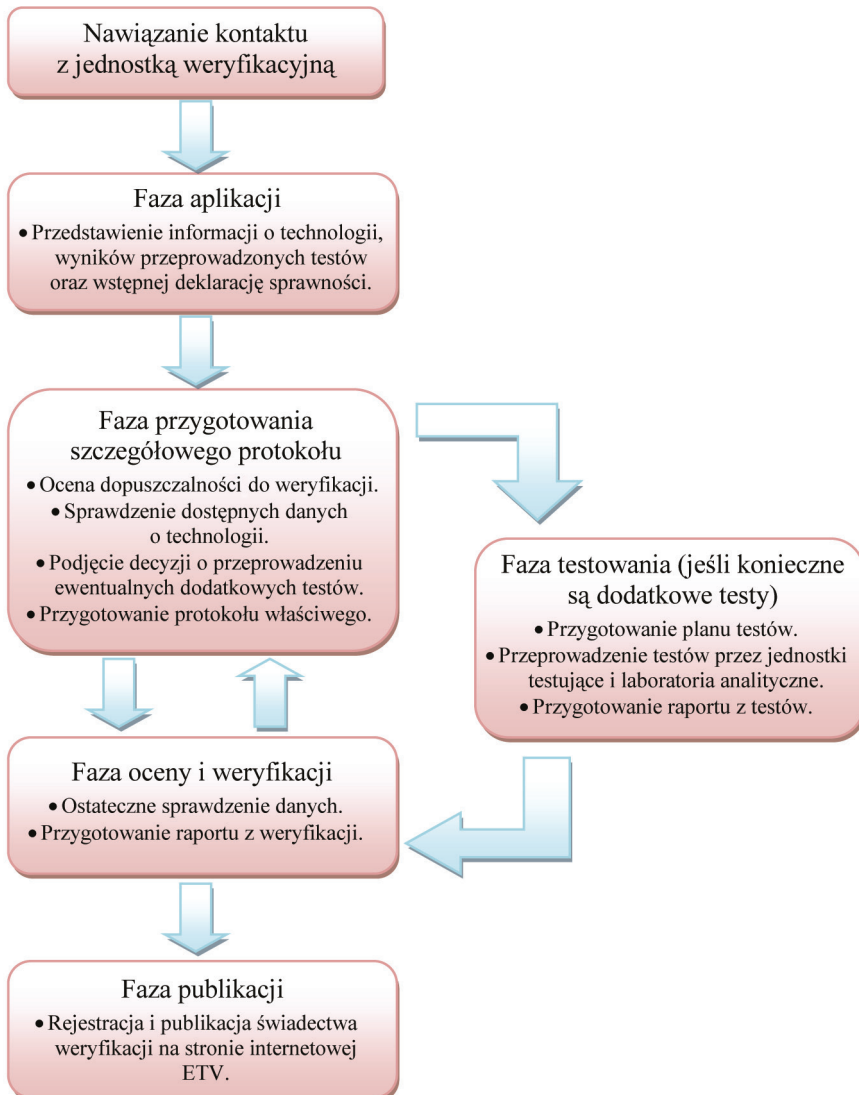 Nawiązanie kontaktu
z jednostką weryfikacyjną
Faza aplikacji
• Przedstawienie informacji o technologii,
wyników przeprowadzonych testów
oraz wstępnej deklarację sprawności.
Faza przygotowania
szczegółowego protokołu
• Ocena dopuszczalności do weryfikacji.
• Sprawdzenie dostępnych danych
o technologii.
• Podjęcie decyzji o przeprowadzeniu
ewentualnych dodatkowych testów.
• Przygotowanie protokołu właściwego.
Faza testowania (jeśli konieczne
są dodatkowe testy)
• Przygotowanie planu testów.
• Przeprowadzenie testów przez jednostki
testujące i laboratoria analityczne.
• Przygotowanie raportu z testów.
Faza oceny i weryfikacji
• Ostateczne sprawdzenie danych.
• Przygotowanie raportu z weryfikacji.
Faza publikacji
• Rejestracja i publikacja świadectwa
weryfikacji na stronie internetowej
ETV.